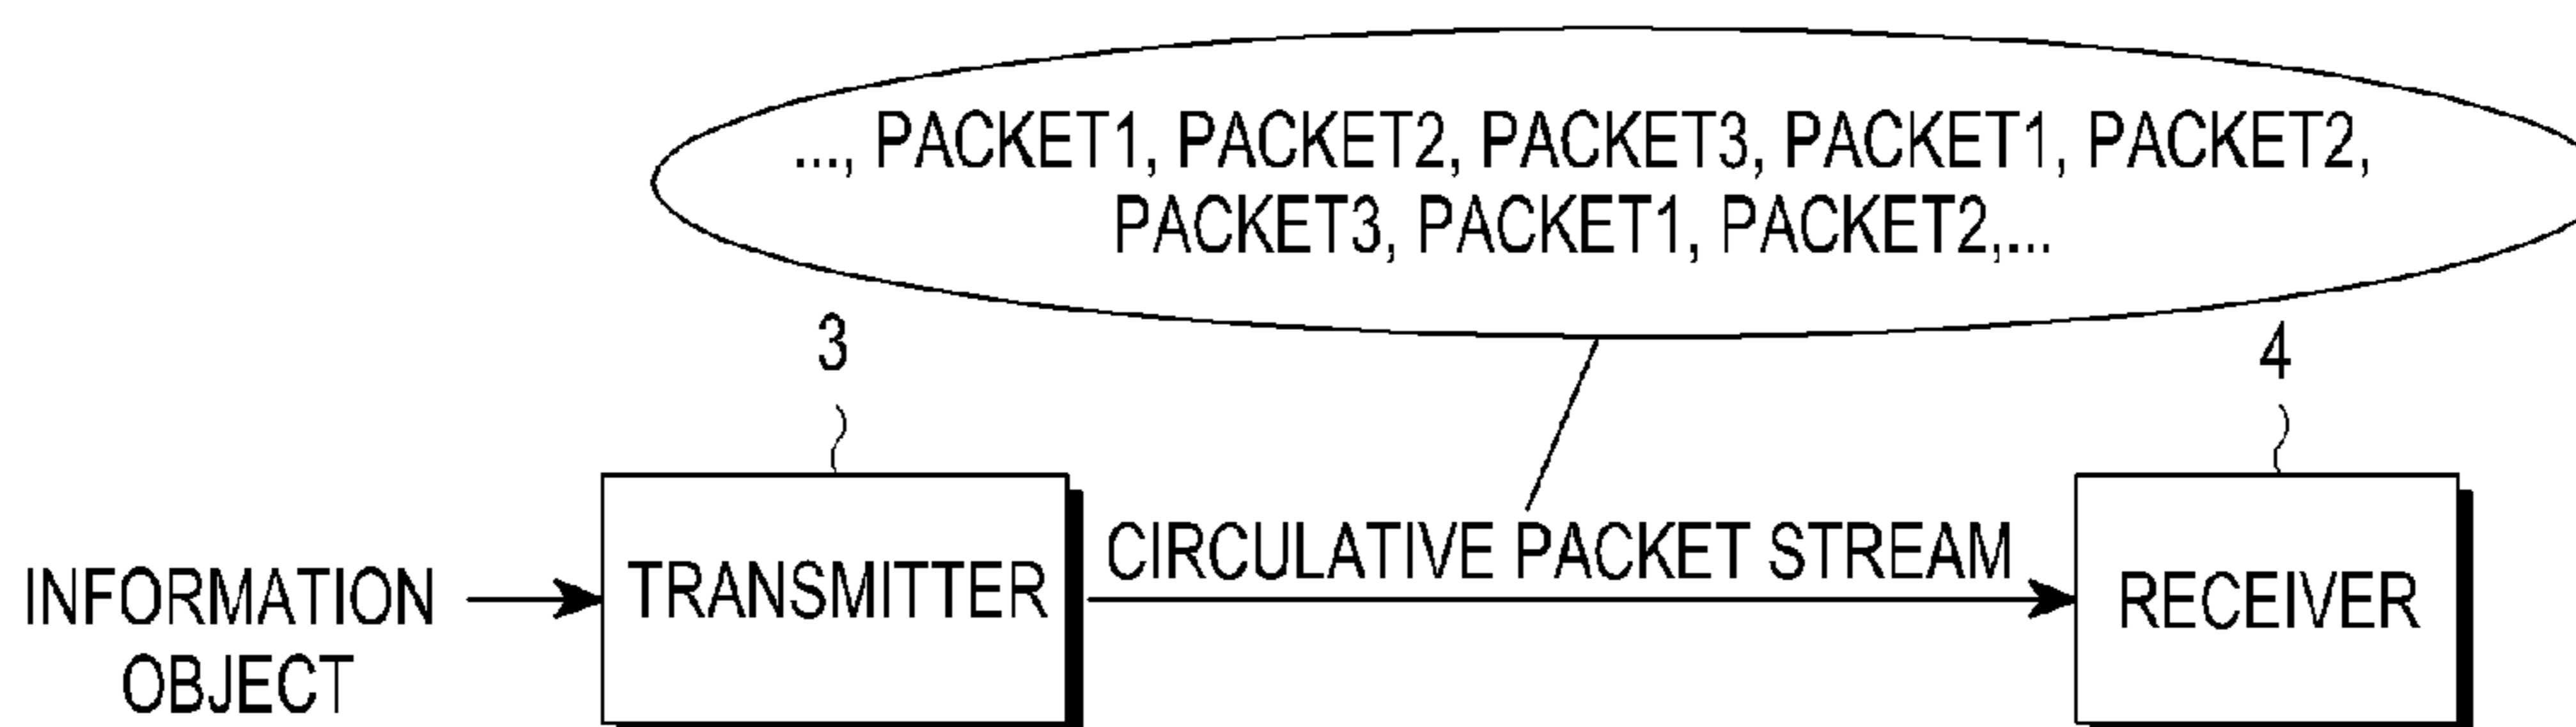 ..., PACKET1, PACKET2, PACKET3, PACKET1, PACKET2,
PACKET3, PACKET1, PACKET2,...
3
4
CIRCULATIVE PACKET STREAM
INFORMATION
OBJECT
TRANSMITTER
RECEIVER